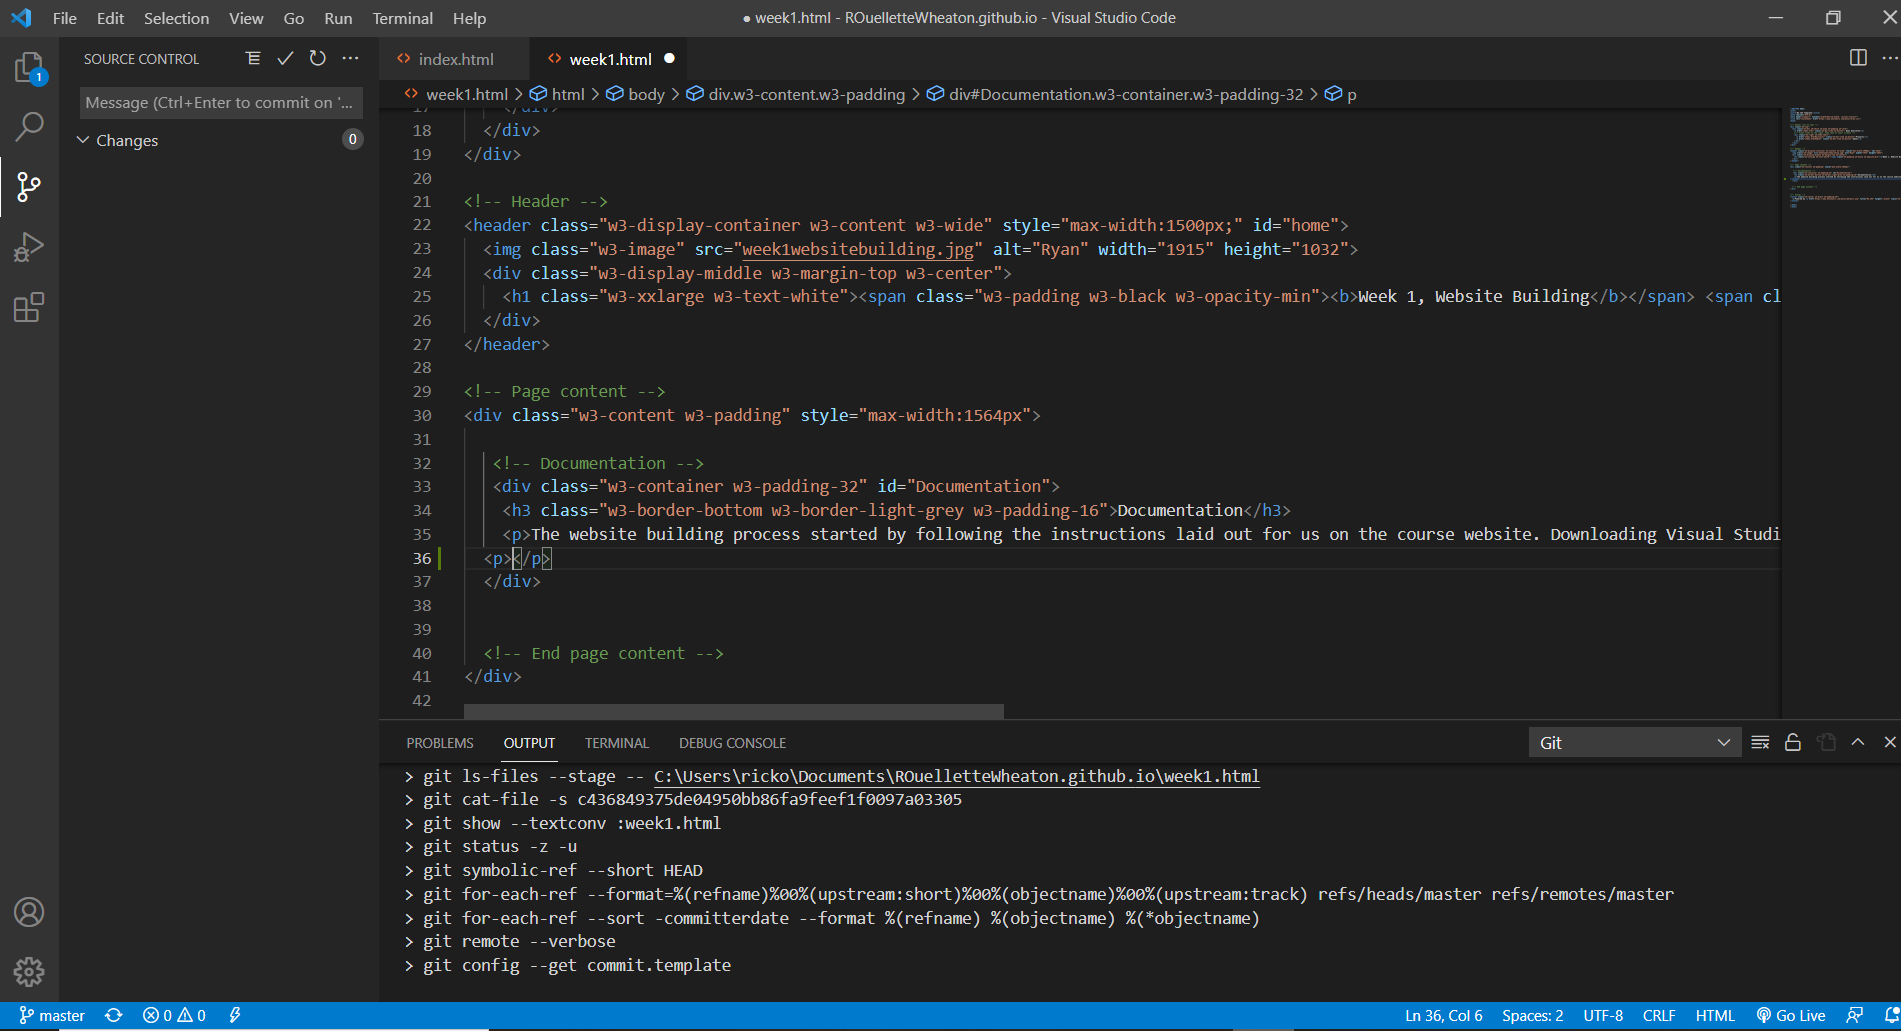 File Edit Selection View Go Run Terminal Help
● week1.html - ROuelletteWheaton.github.io - Visual Studio Code
1
SOURCE CONTROL
Message (Ctrl+Enter to commit on '...
Changes 0
index.html
week1.html
week1.html > html > body > div.w3-content.w3-padding > div#Documentation.w3-container.w3-padding-32 > p
17 </div>
18 </div>
19 </div>
20
21 <!-- Header -->
22 <header class="w3-display-container w3-content w3-wide" style="max-width:1500px;" id="home">
23 <img class="w3-image" src="week1websitebuilding.jpg" alt="Ryan" width="1915" height="1032">
24 <div class="w3-display-middle w3-margin-top w3-center">
25 <h1 class="w3-xxlarge w3-text-white"><span class="w3-padding w3-black w3-opacity-min"><b>Week 1, Website Building</b></span> <span cl
26 </div>
27 </header>
28
29 <!-- Page content -->
30 <div class="w3-content w3-padding" style="max-width:1564px">
31
32 <!-- Documentation -->
33 <div class="w3-container w3-padding-32" id="Documentation">
34 <h3 class="w3-border-bottom w3-border-light-grey w3-padding-16">Documentation</h3>
35 <p>The website building process started by following the instructions laid out for us on the course website. Downloading Visual Studi
36 <p></p>
37 </div>
38
39
40 <!-- End page content -->
41 </div>
42
PROBLEMS OUTPUT TERMINAL DEBUG CONSOLE
Git
> git ls-files --stage -- C:\Users\ricko\Documents\ROuelletteWheaton.github.io\week1.html
> git cat-file -s c436849375de04950bb86fa9feef1f0097a03305
> git show --textconv :week1.html
> git status -z -u
> git symbolic-ref --short HEAD
> git for-each-ref --format=%(refname)%00%(upstream:short)%00%(objectname)%00%(upstream:track) refs/heads/master refs/remotes/master
> git for-each-ref --sort -committerdate --format %(refname) %(objectname) %(*objectname)
> git remote --verbose
> git config --get commit.template
master 0 0
Ln 36, Col 6 Spaces: 2 UTF-8 CRLF HTML Go Live